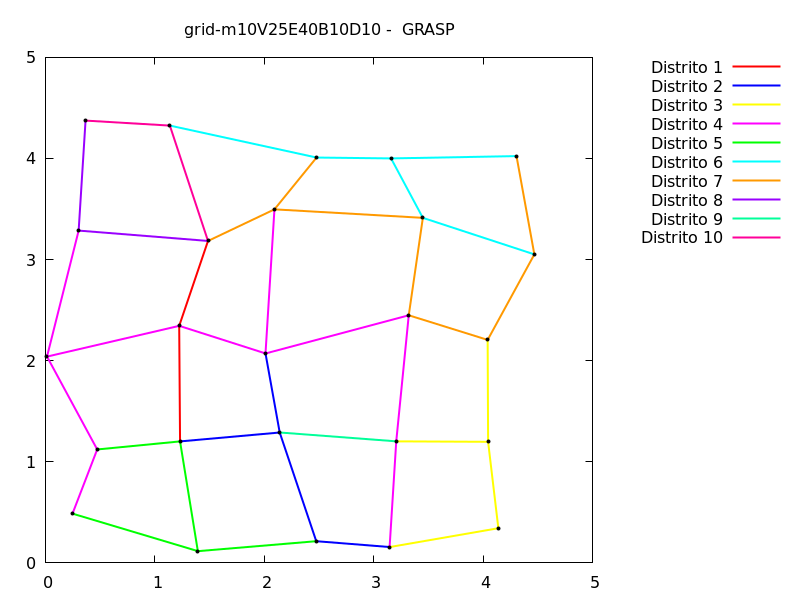 grid-m10V25E40B10D10 -  GRASP
Distrito 1
Distrito 2
Distrito 3
Distrito 4
Distrito 5
Distrito 6
Distrito 7
Distrito 8
Distrito 9
Distrito 10
5
4
3
2
1
0
0 1 2 3 4 5